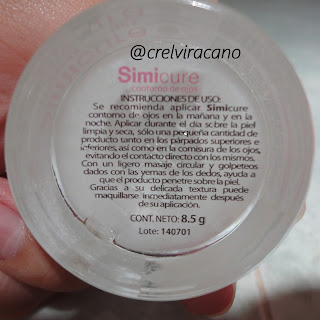 @crelviracano
Simicure
contorno de ojos
INSTRUCCIONES DE USO:
Se recomienda aplicar Simicure
contorno de ojos en la mañana y en la
noche. Aplicar durante el día sobre la piel
limpia y seca, sólo una pequeña cantidad de
producto tanto en los párpados superiores e
inferiores, así como en la comisura de los ojos,
evitando el contacto directo con los mismos.
Con un ligero masaje circular y golpeteos
dados con las yemas de los dedos, ayuda a
que el producto penetre sobre la piel.
Gracias a su delicada textura puede
maquillarse inmediatamente después
de su aplicación.
CONT. NETO: 8.5 g
Lote: 140701